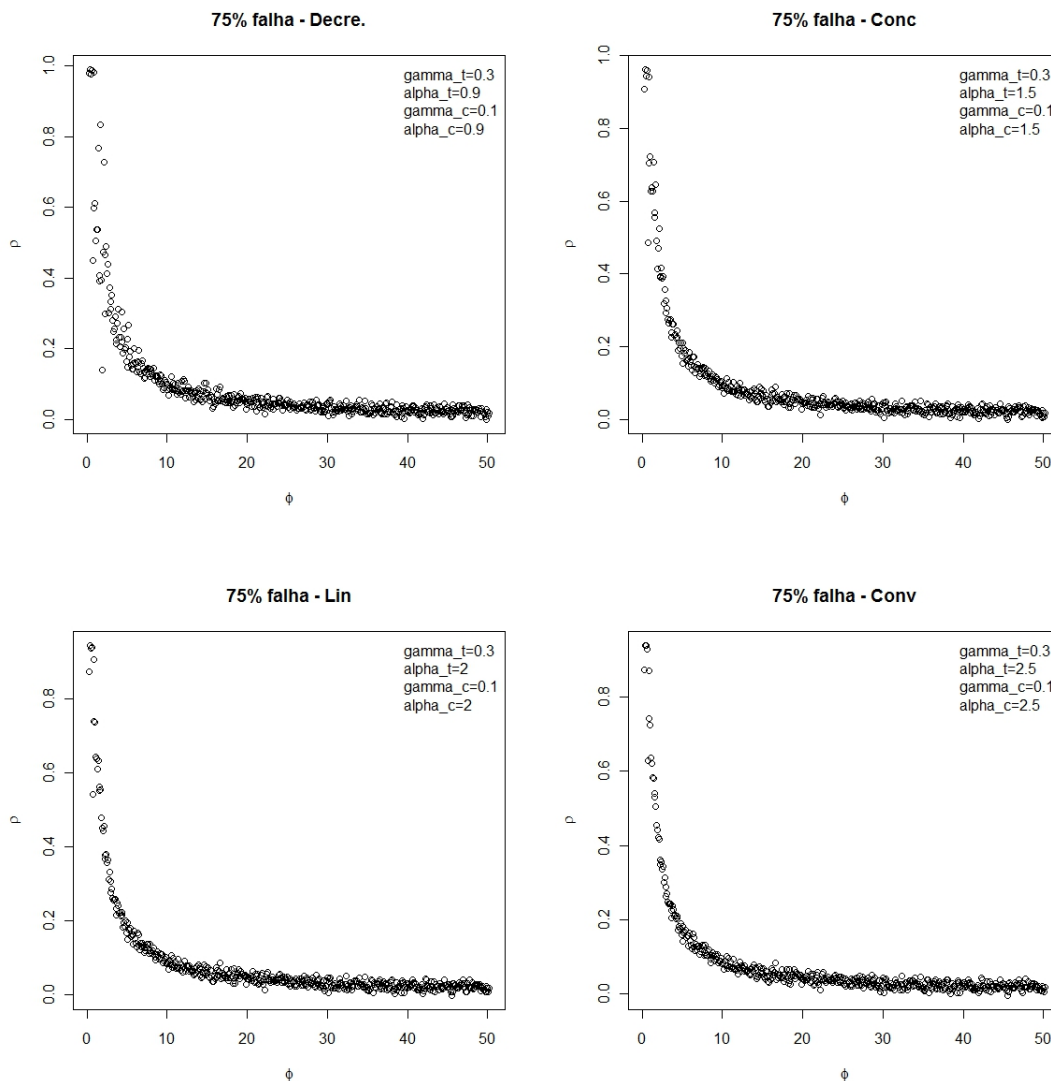 75% falha - Decre.
1.0
0.8
0.6
0.4
0.2
0.0
ρ
gamma_t=0.3
alpha_t=0.9
gamma_c=0.1
alpha_c=0.9
0 10 20 30 40 50
ϕ
75% falha - Conc
1.0
0.8
0.6
0.4
0.2
0.0
ρ
gamma_t=0.3
alpha_t=1.5
gamma_c=0.1
alpha_c=1.5
0 10 20 30 40 50
ϕ
75% falha - Lin
0.8
0.6
0.4
0.2
0.0
ρ
gamma_t=0.3
alpha_t=2
gamma_c=0.1
alpha_c=2
0 10 20 30 40 50
ϕ
75% falha - Conv
0.8
0.6
0.4
0.2
0.0
ρ
gamma_t=0.3
alpha_t=2.5
gamma_c=0.1
alpha_c=2.5
0 10 20 30 40 50
ϕ